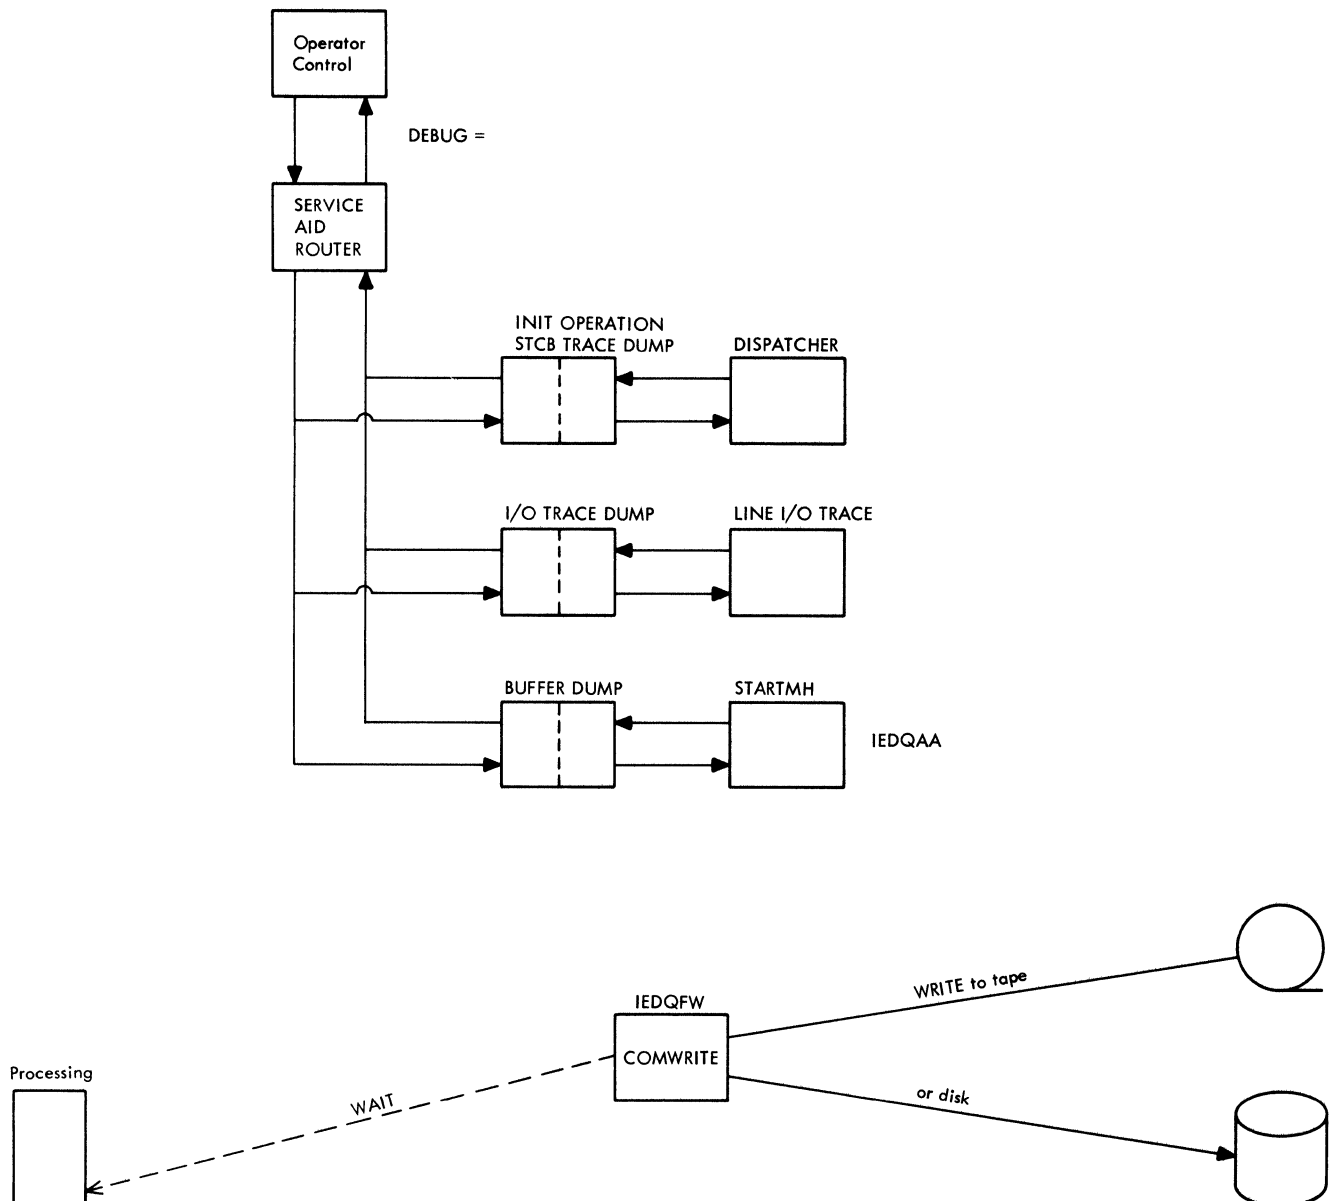 Operator
Control
DEBUG =
SERVICE
AID
ROUTER
INIT OPERATION
STCB TRACE DUMP
DISPATCHER
I/O TRACE DUMP
LINE I/O TRACE
BUFFER DUMP
STARTMH
IEDQAA
WRITE to tape
IEDQFW
COMWRITE
Processing
WAIT
or disk